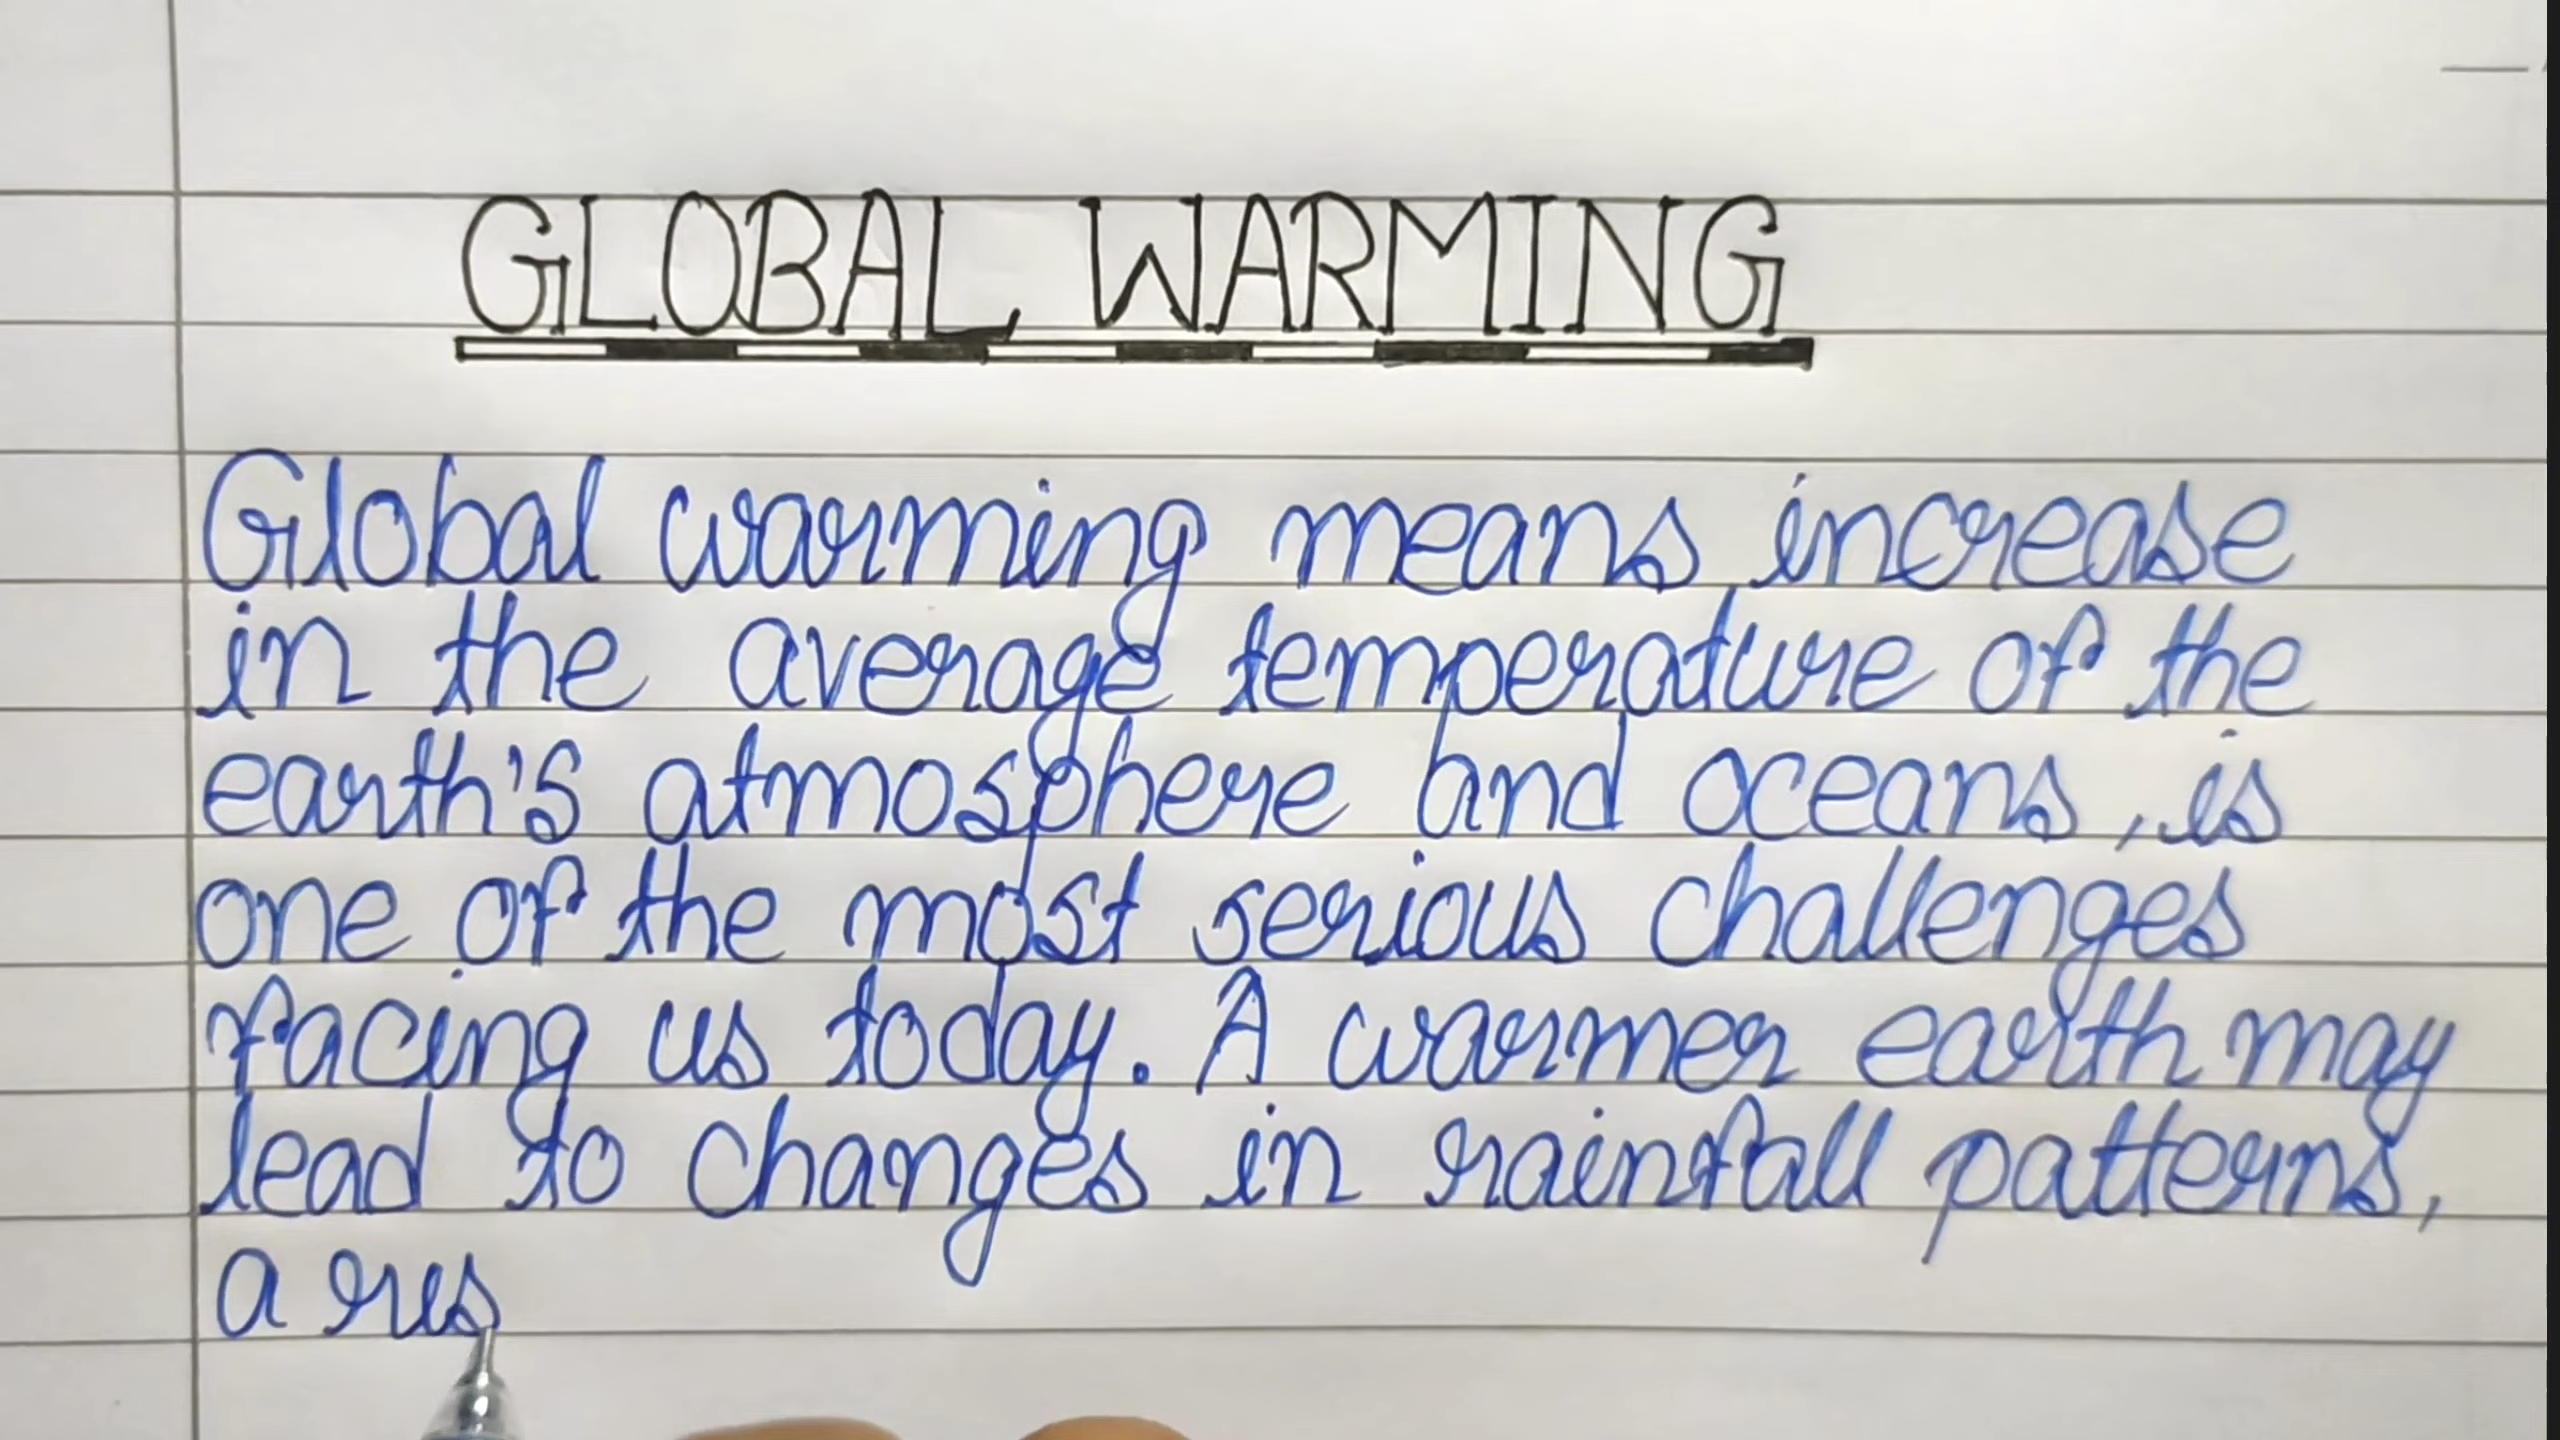 GLOBAL WARMING
Global warming means increase
in the average temperature of the
earth's atmosphere and oceans, is
one of the most serious challenges
facing us today. A warmer earth may
lead to changes in rainfall patterns,
a ris